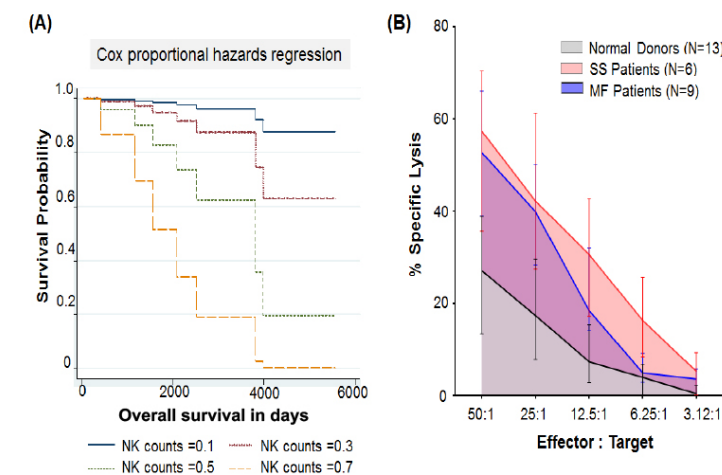 (A)
Cox proportional hazards regression
Survival Probability
1.0
0.8
0.6
0.4
0.2
0
0
2000
4000
6000
Overall survival in days
NK counts =0.1
NK counts =0.3
NK counts =0.5
NK counts =0.7
(B)
% Specific Lysis
80
60
40
20
0
Normal Donors (N=13)
SS Patients (N=6)
MF Patients (N=9)
50:1
25:1
12.5:1
6.25:1
3.12:1
Effector : Target